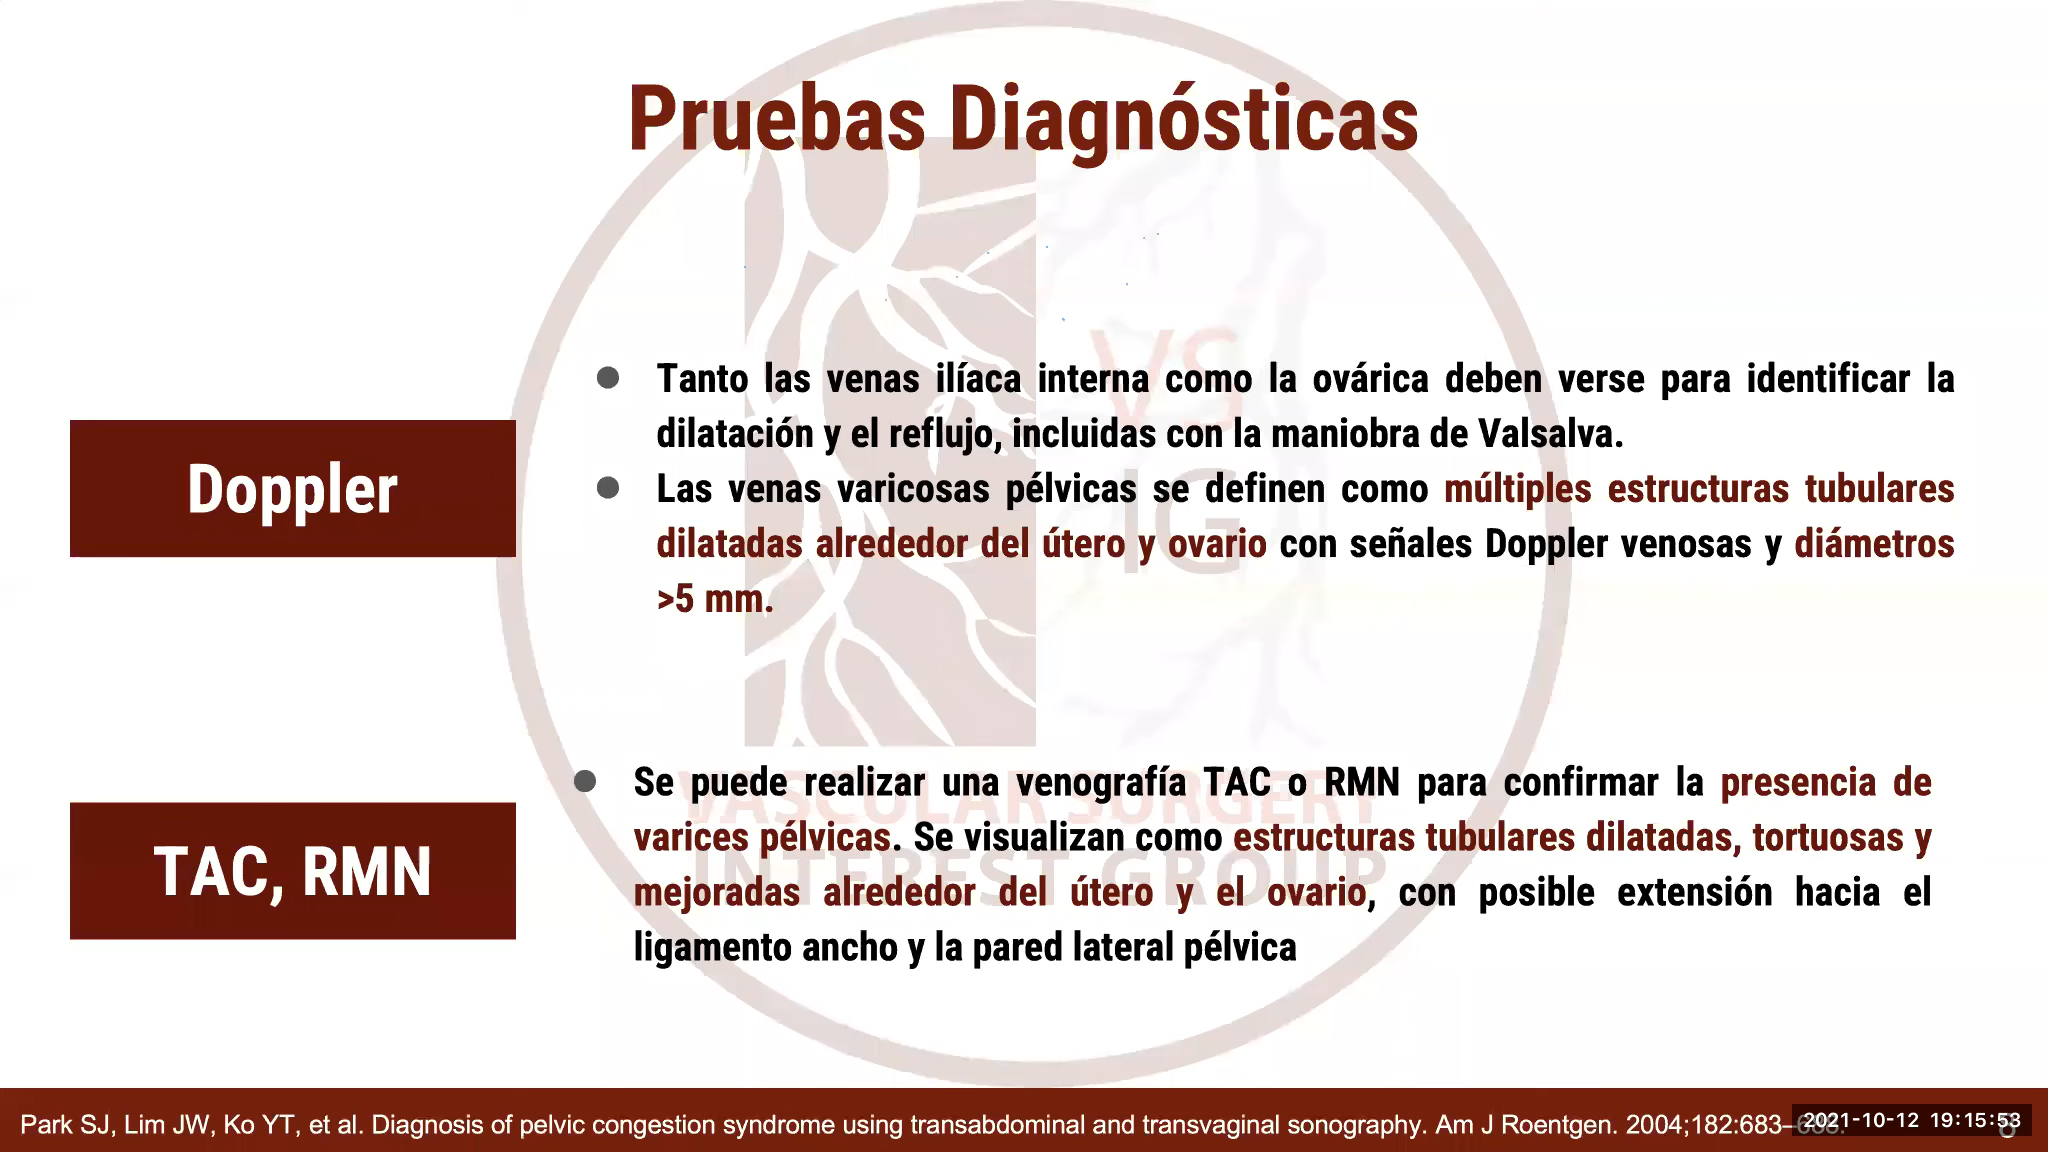 Pruebas Diagnósticas
Doppler
Tanto las venas ilíaca interna como la ovárica deben verse para identificar la
dilatación y el reflujo, incluidas con la maniobra de Valsalva.
Las venas varicosas pélvicas se definen como múltiples estructuras tubulares
dilatadas alrededor del útero y ovario con señales Doppler venosas y diámetros
>5 mm.
TAC, RMN
Se puede realizar una venografía TAC o RMN para confirmar la presencia de
varices pélvicas. Se visualizan como estructuras tubulares dilatadas, tortuosas y
mejoradas alrededor del útero y el ovario, con posible extensión hacia el
ligamento ancho y la pared lateral pélvica
VS
IG
VASCULAR SURGERY
INTEREST GROUP
Park SJ, Lim JW, Ko YT, et al. Diagnosis of pelvic congestion syndrome using transabdominal and transvaginal sonography. Am J Roentgen. 2004;182:683–
2021-10-12 19:15:53